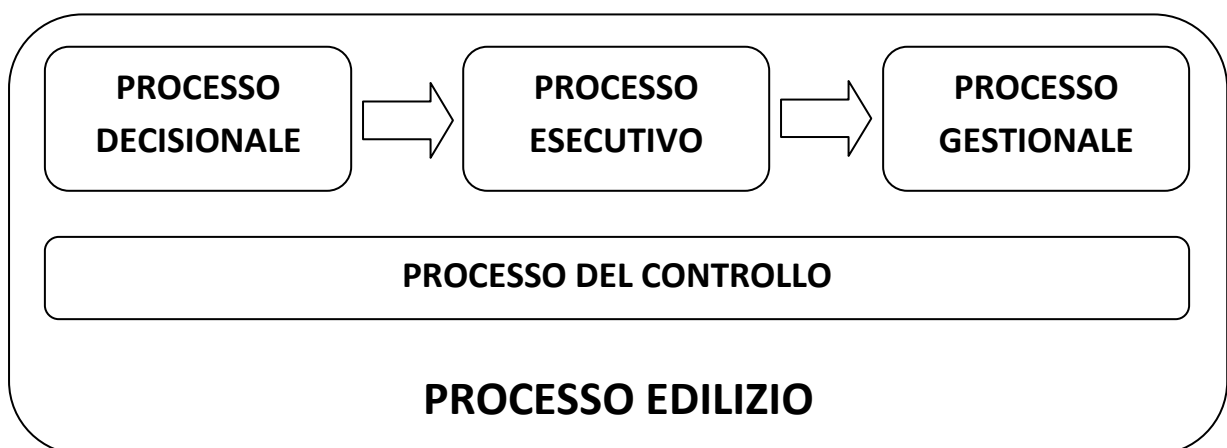 PROCESSO
DECISIONALE
PROCESSO
ESECUTIVO
PROCESSO
GESTIONALE
PROCESSO DEL CONTROLLO
PROCESSO EDILIZIO